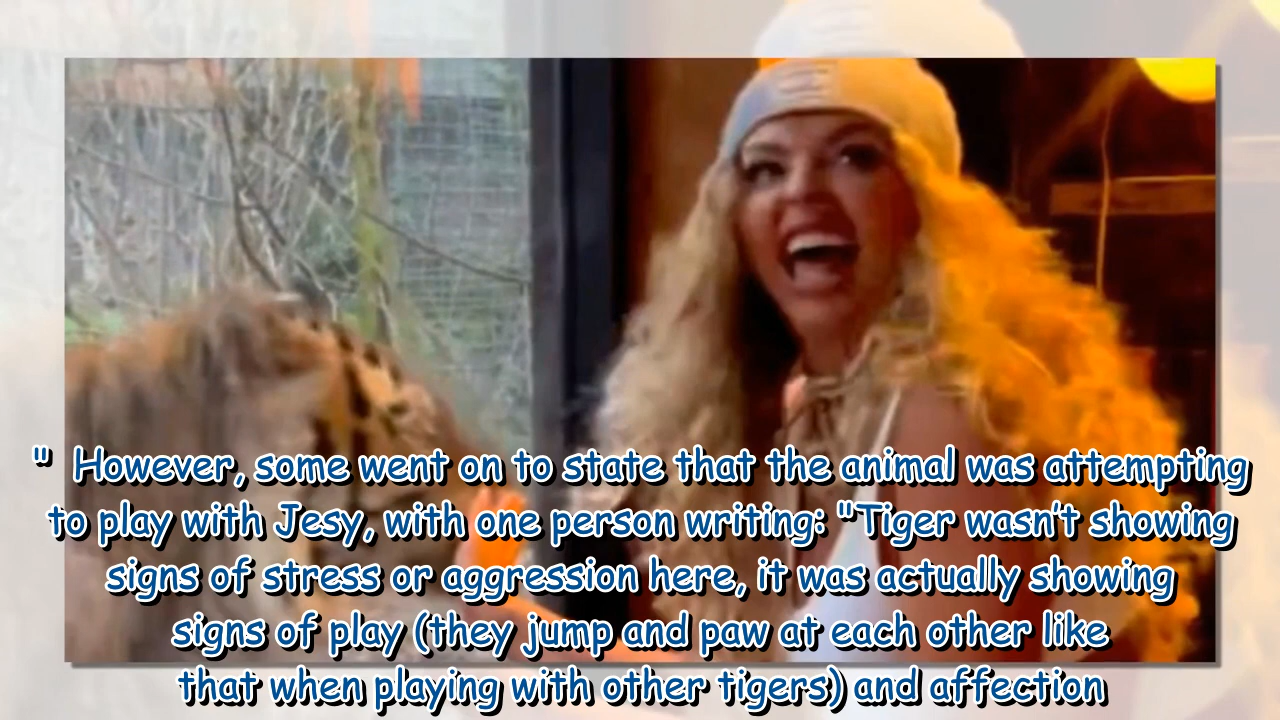 " However, some went on to state that the animal was attempting
to play with Jesy, with one person writing: "Tiger wasn't showing
signs of stress or aggression here, it was actually showing
signs of play (they jump and paw at each other like
that when playing with other tigers) and affection